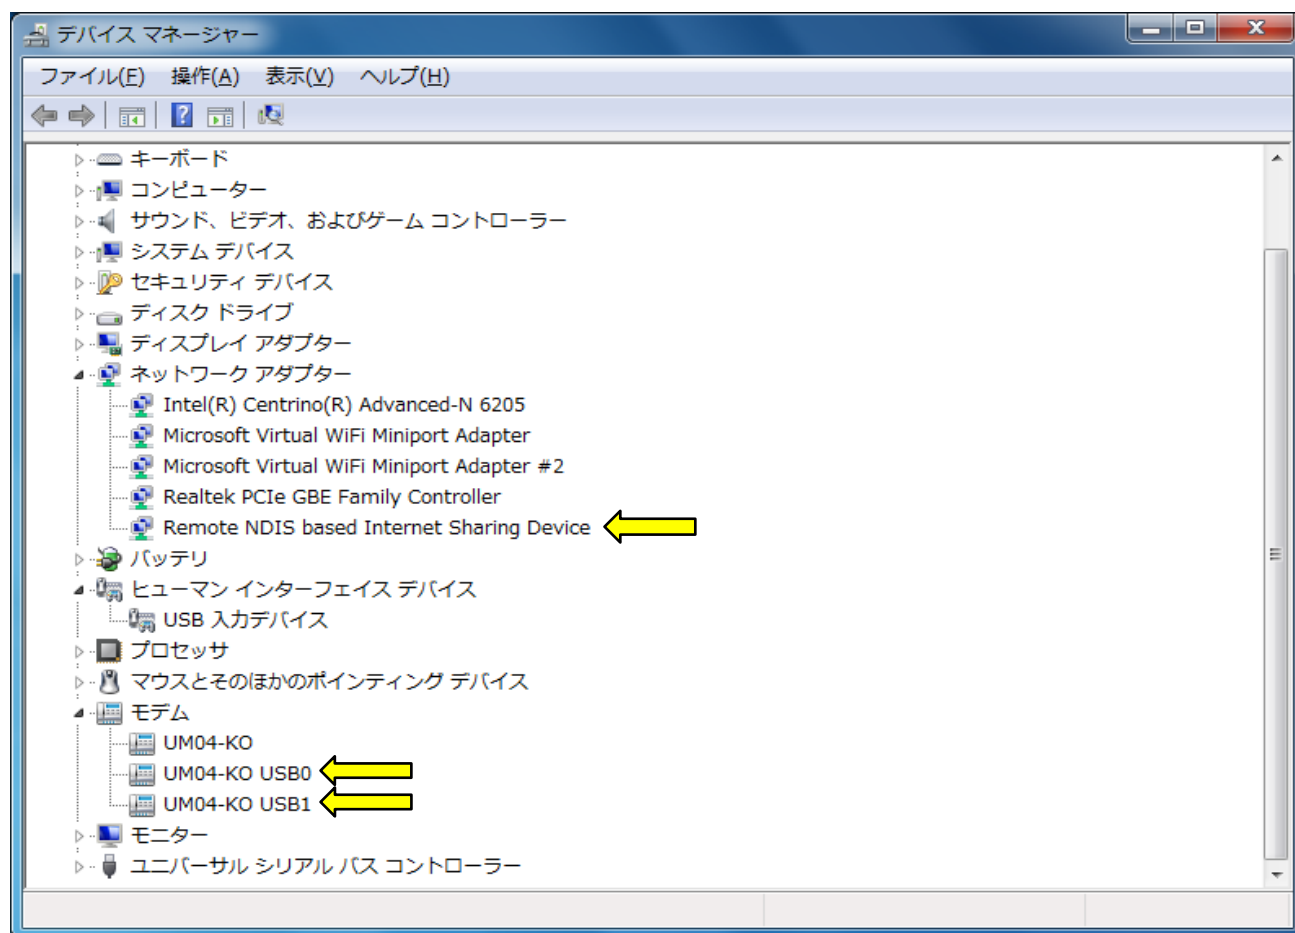 デバイス マネージャー
ファイル(F) 操作(A) 表示(V) ヘルプ(H)
キーボード
コンピューター
サウンド、ビデオ、およびゲーム コントローラー
システム デバイス
セキュリティ デバイス
ディスク ドライブ
ディスプレイ アダプター
ネットワーク アダプター
Intel(R) Centrino(R) Advanced-N 6205
Microsoft Virtual WiFi Miniport Adapter
Microsoft Virtual WiFi Miniport Adapter #2
Realtek PCIe GBE Family Controller
Remote NDIS based Internet Sharing Device
バッテリ
ヒューマン インターフェイス デバイス
USB 入力デバイス
プロセッサ
マウスとそのほかのポインティング デバイス
モデム
UM04-KO
UM04-KO USB0
UM04-KO USB1
モニター
ユニバーサル シリアル バス コントローラー